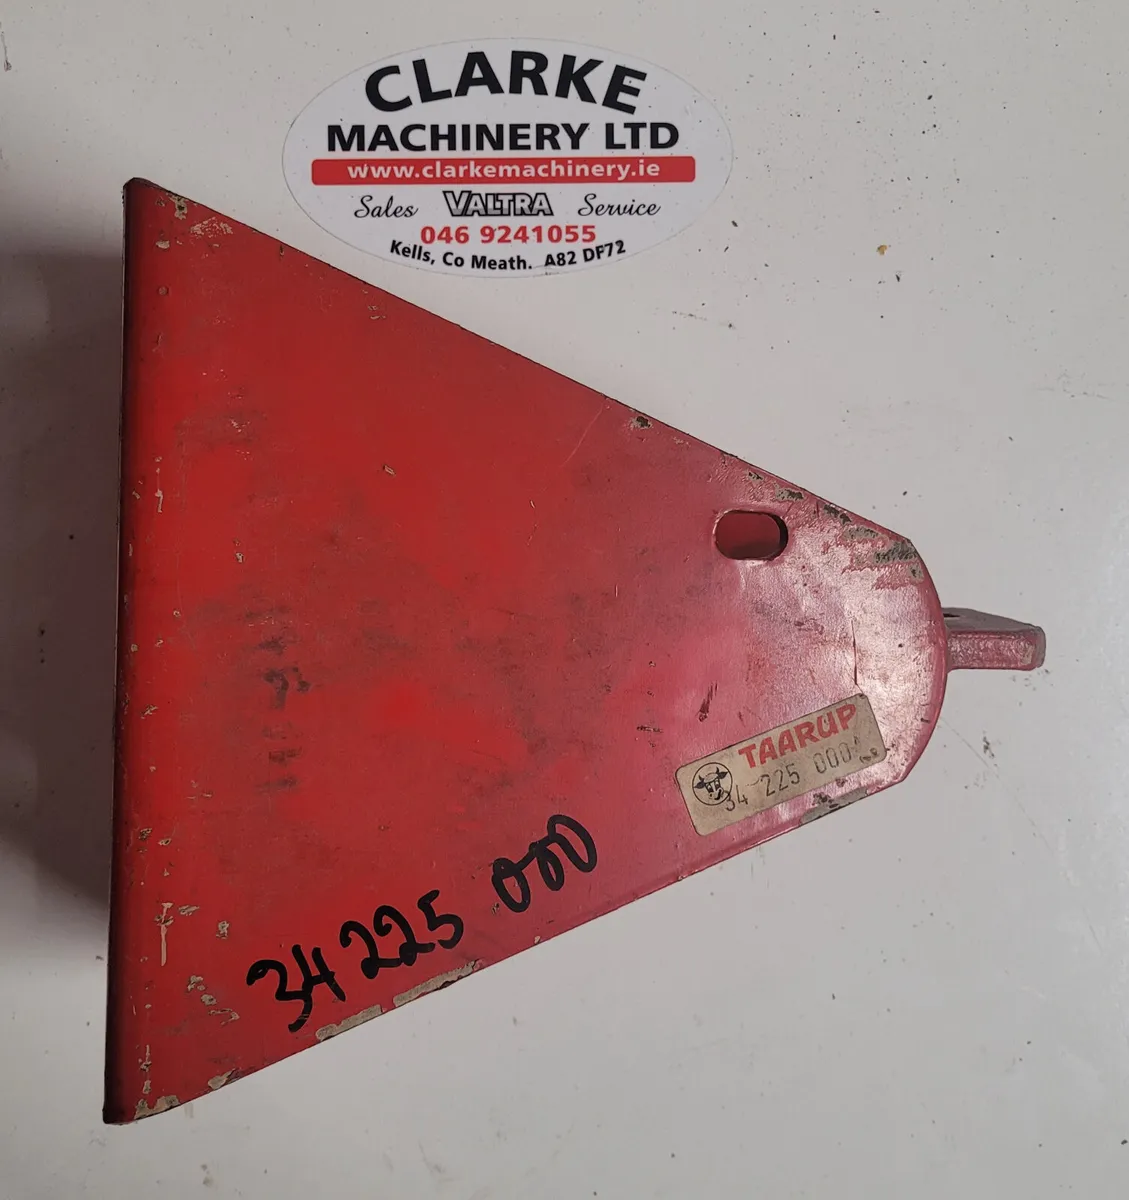 CLARKE
MACHINERY LTD
www.clarkemachinery.ie
Sales VALTRA Service
046 9241055
Kells, Co Meath. A82 DF72
TAARUP
34 225 000
34 225 000